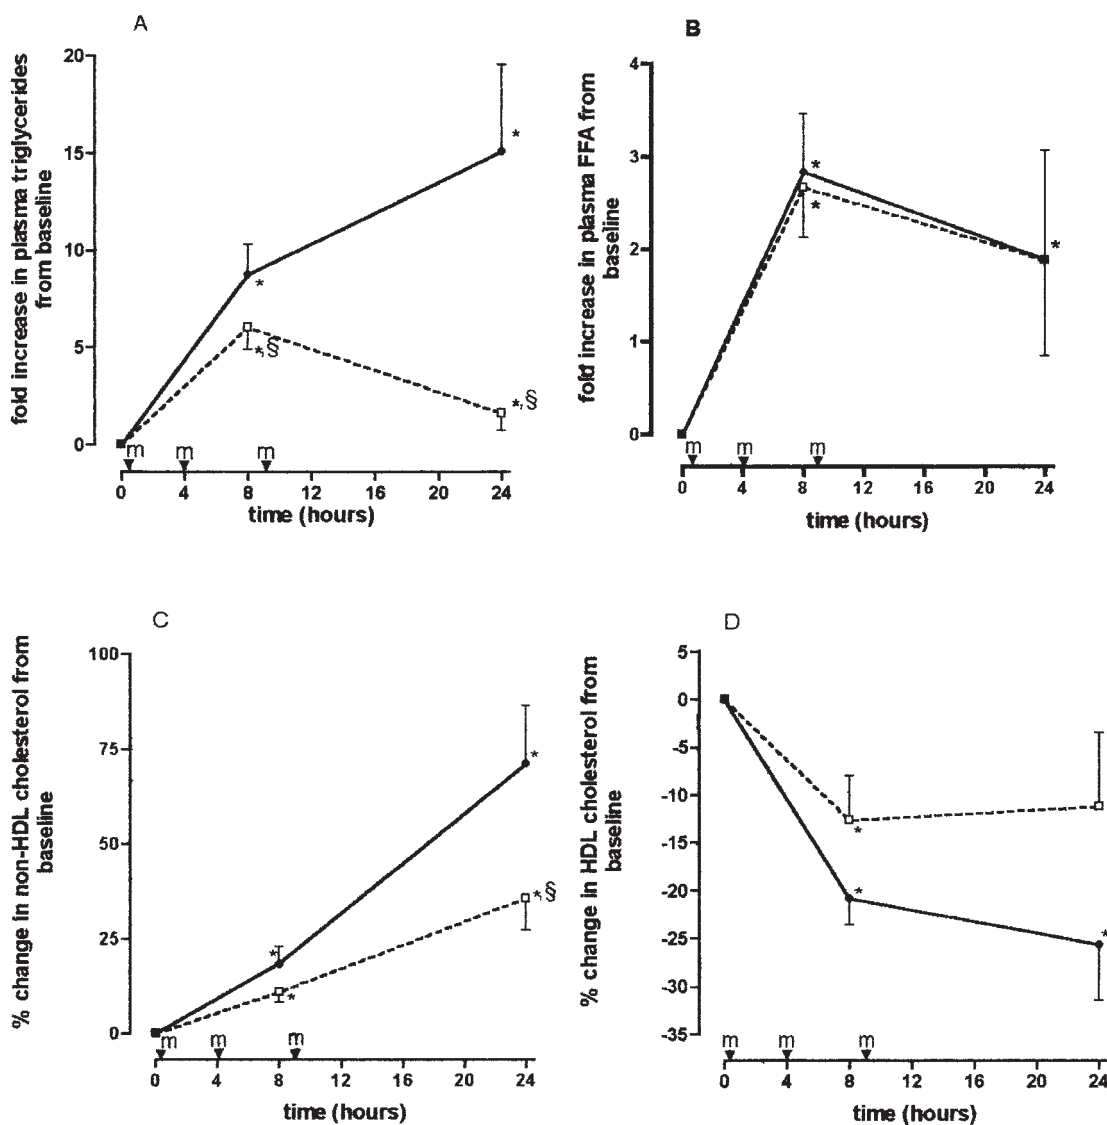 A
fold increase in plasma triglycerides
from baseline
20
15
10
5
0
*
*
*, §
*, §
m m m
0 4 8 12 16 20 24
time (hours)
B
fold increase in plasma FFA from
baseline
4
3
2
1
0
*
*
*
m m m
0 4 8 12 16 20 24
time (hours)
C
% change in non-HDL cholesterol from
baseline
100
75
50
25
0
*
*
*
*, §
m m m
0 4 8 12 16 20 24
time (hours)
D
% change in HDL cholesterol from
baseline
5
0
-5
-10
-15
-20
-25
-30
-35
*
*
*
m m m
0 4 8 12 16 20 24
time (hours)